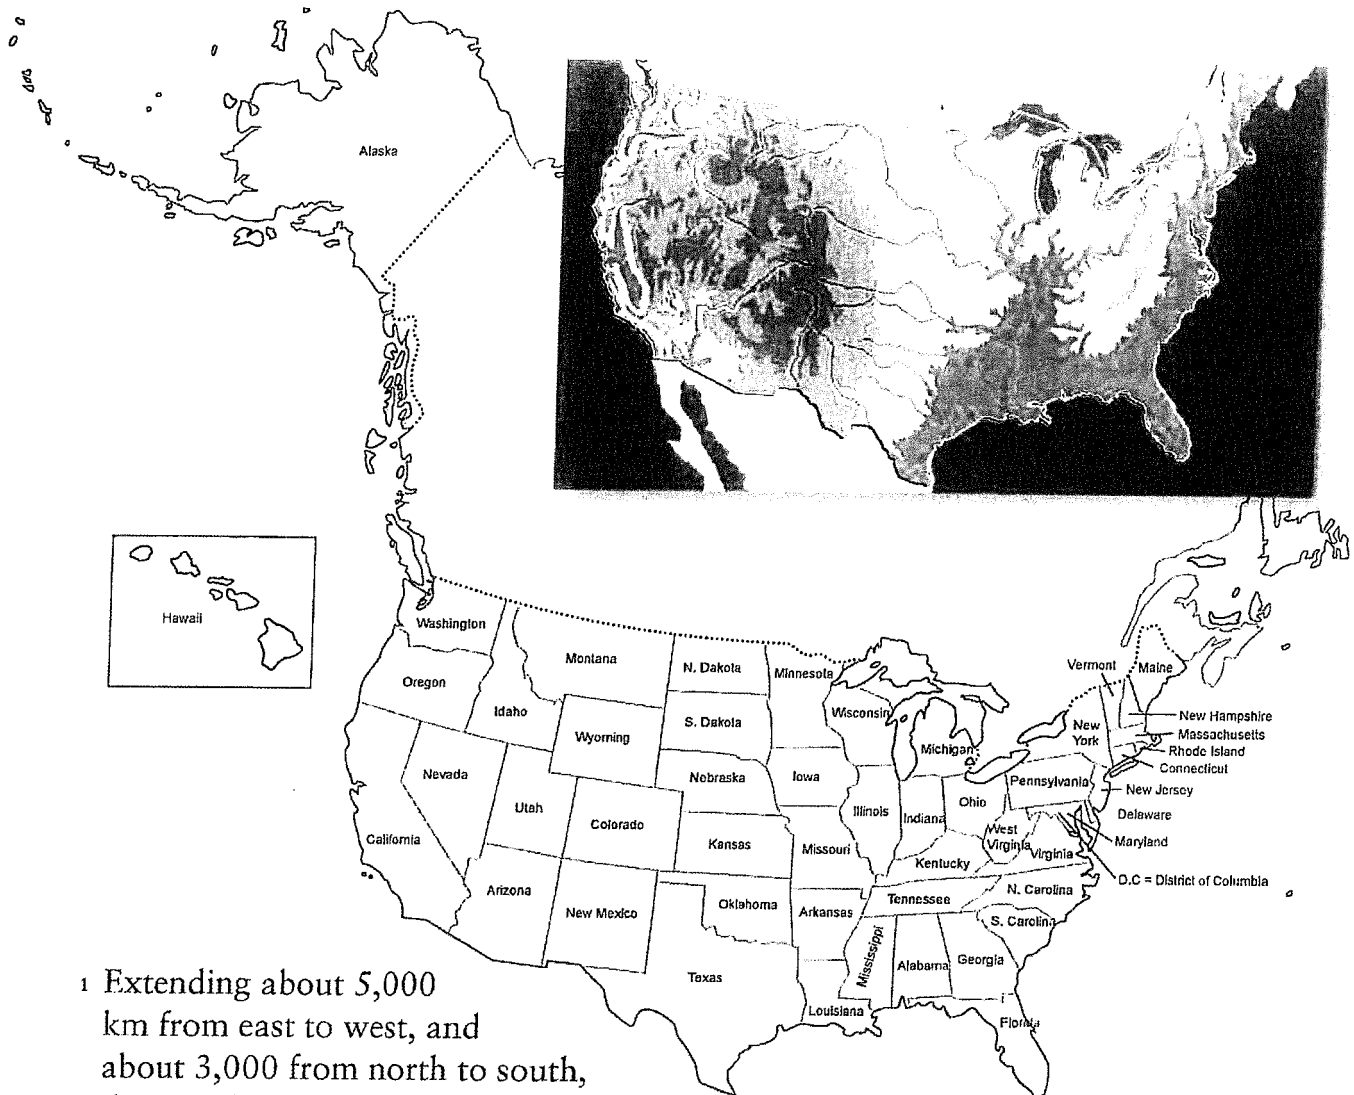 Alaska
Hawaii
Washington
Oregon
California
Nevada
Idaho
Montana
Wyoming
Utah
Colorado
Arizona
New Mexico
N. Dakota
S. Dakota
Nebraska
Kansas
Oklahoma
Texas
Minnesota
Iowa
Missouri
Arkansas
Louisiana
Wisconsin
Illinois
Michigan
Indiana
Ohio
Kentucky
Tennessee
Mississippi
Alabama
Georgia
Florida
S. Carolina
N. Carolina
Virginia
West
Virginia
Pennsylvania
New
York
Vermont
Maine
New Hampshire
Massachusetts
Rhode Island
Connecticut
New Jersey
Delaware
Maryland
D.C = District of Columbia
1 Extending about 5,000
km from east to west, and
about 3,000 from north to south,